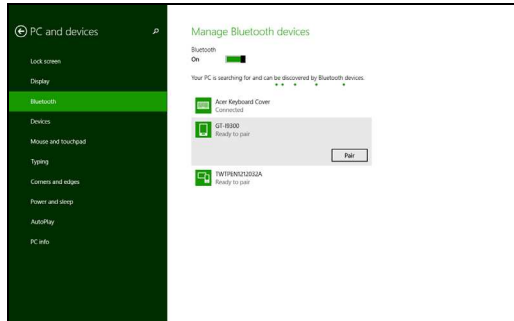 PC and devices
Lock screen
Display
Bluetooth
Devices
Mouse and touchpad
Typing
Corners and edges
Power and sleep
AutoPlay
PC info
Manage Bluetooth devices
Bluetooth
On
Your PC is searching for and can be discovered by Bluetooth devices.
Acer Keyboard Cover
Connected
GT-I9300
Ready to pair
Pair
TWTPEN1212032A
Ready to pair